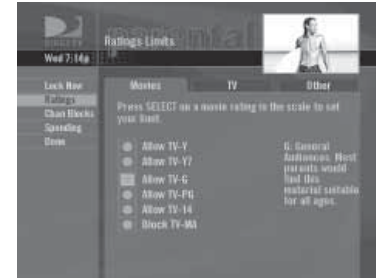 DIRECTV
Ratings Limits
Wed 7:14p
Lock Now
Ratings
Chan Blocks
Spending
Done
Movies TV Other
Press SELECT on a movie rating in the scale to set
your limit.
Allow TV-Y
Allow TV-Y7
Allow TV-G
Allow TV-PG
Allow TV-14
Block TV-MA
G: General
Audiences. Most
parents would
find this
material suitable
for all ages.